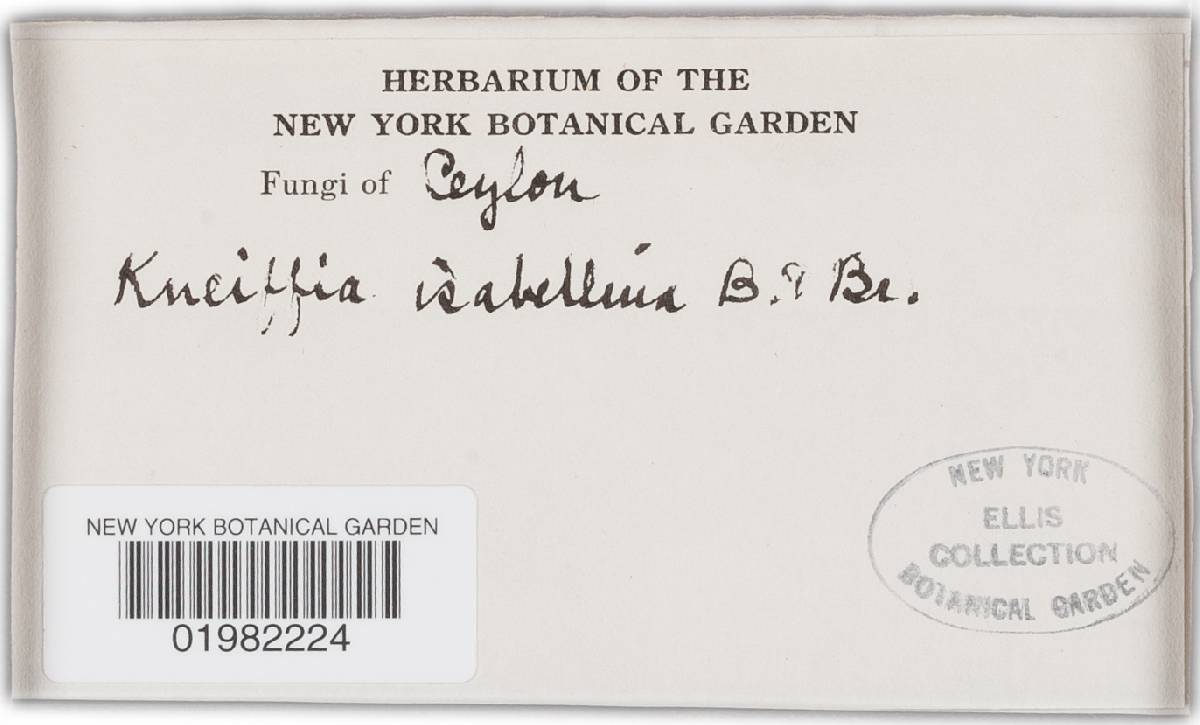 HERBARIUM OF THE
NEW YORK BOTANICAL GARDEN
Fungi of Ceylon
Kneiffia isabellina B. & Br.
NEW YORK
ELLIS
COLLECTION
BOTANICAL GARDEN
NEW YORK BOTANICAL GARDEN
01982224